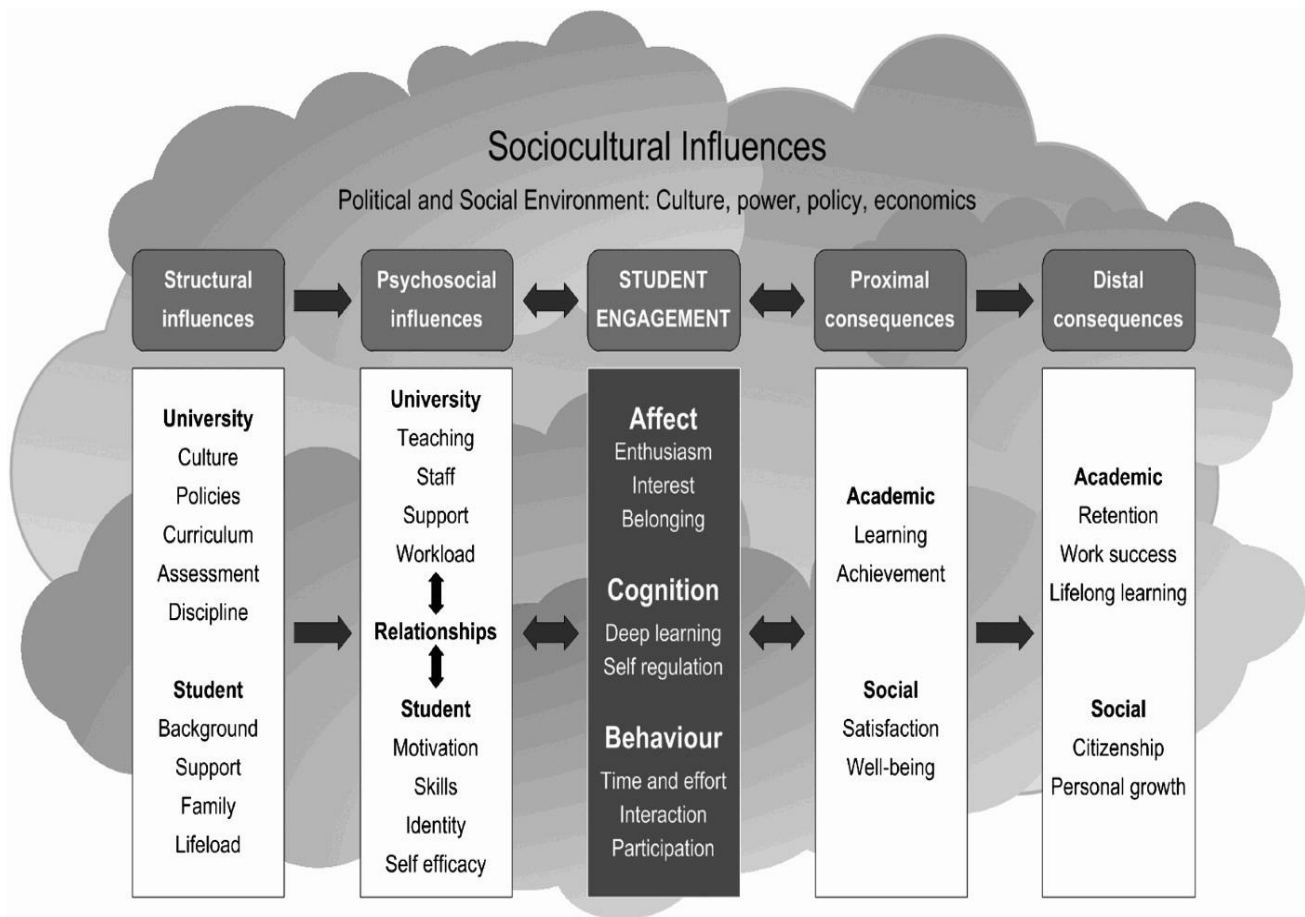 Sociocultural Influences
Political and Social Environment: Culture, power, policy, economics
Structural
influences
Psychosocial
influences
STUDENT
ENGAGEMENT
Proximal
consequences
Distal
consequences
University
Culture
Policies
Curriculum
Assessment
Discipline
Student
Background
Support
Family
Lifeload
University
Teaching
Staff
Support
Workload
Relationships
Student
Motivation
Skills
Identity
Self efficacy
Affect
Enthusiasm
Interest
Belonging
Cognition
Deep learning
Self regulation
Behaviour
Time and effort
Interaction
Participation
Academic
Learning
Achievement
Social
Satisfaction
Well-being
Academic
Retention
Work success
Lifelong learning
Social
Citizenship
Personal growth